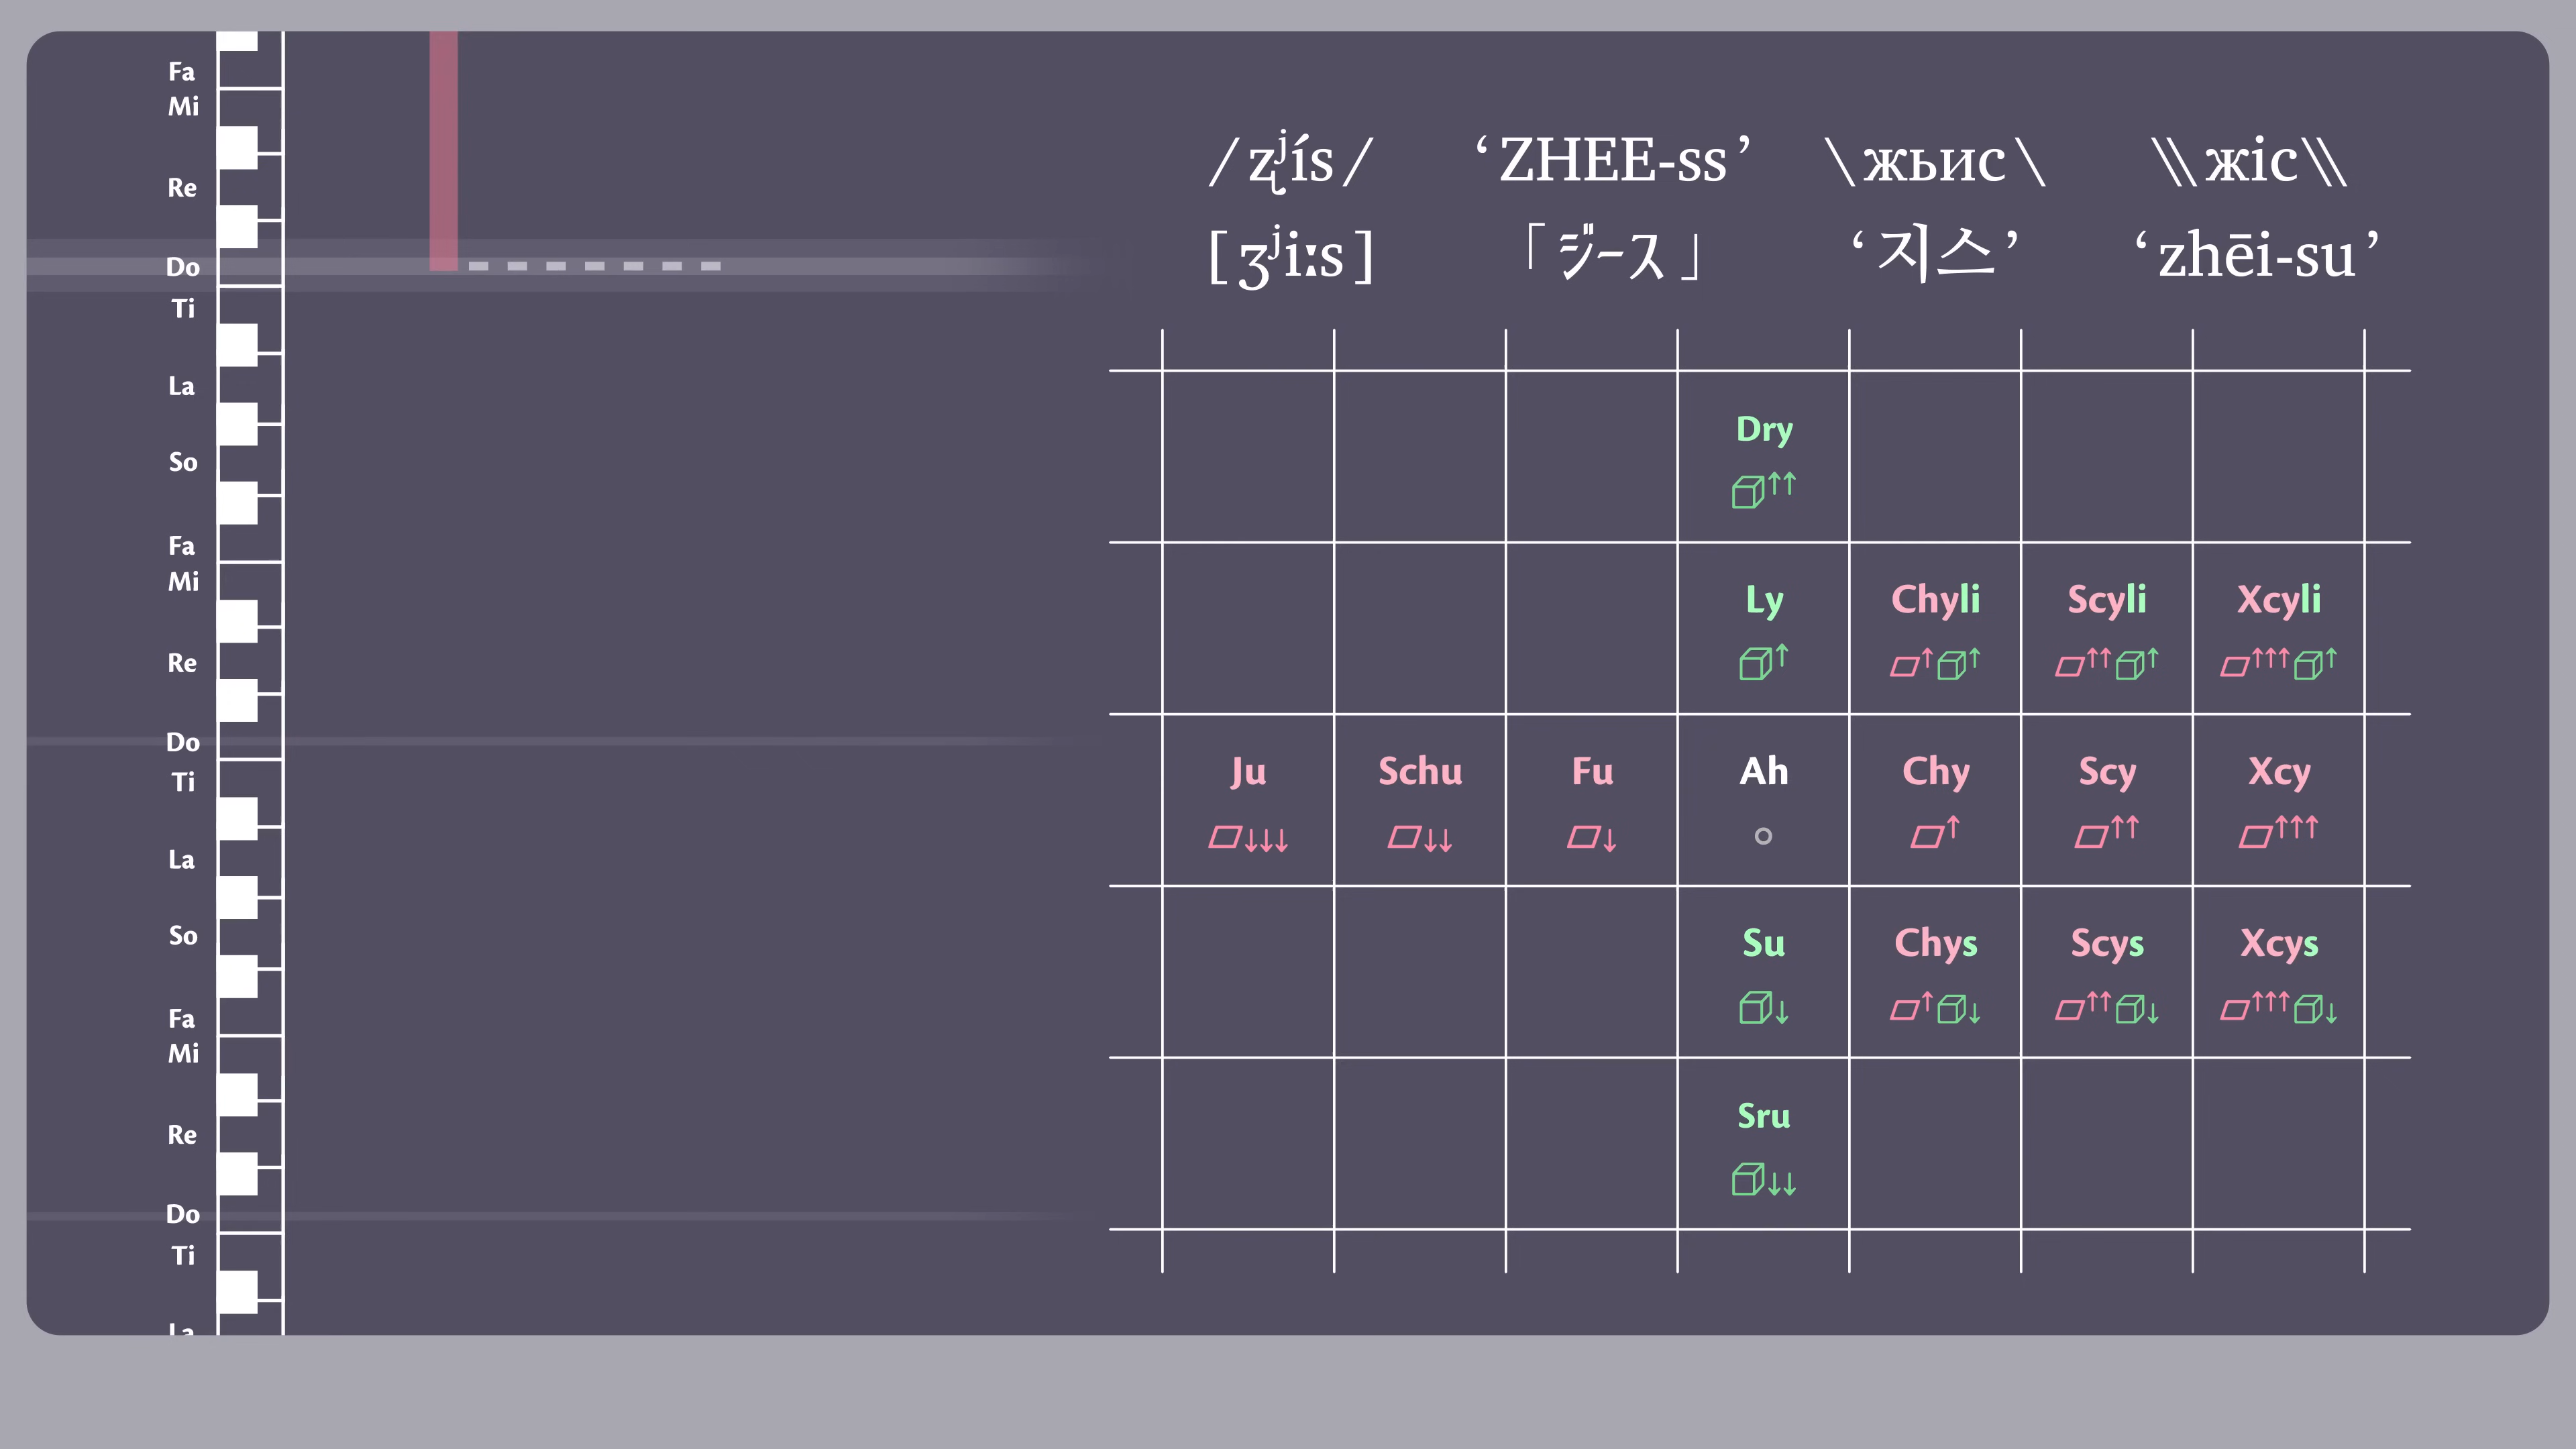 Fa
Mi
Re
Do
Ti
La
So
Fa
Mi
Re
Do
Ti
La
So
Fa
Mi
Re
Do
Ti
La
/ʐʲís/ ‘ZHEE-ss’ \жьис\ \\жіс\\
[ʒʲiːs] 「ジース」 ‘지스’ ‘zhēi-su’
Dry
↑↑
Ly Chyli Scyli Xcyli
↑ ↑↑ ↑↑↑ ↑↑↑↑
Ju Schu Fu Ah Chy Scy Xcy
↓↓↓ ↓↓ ↓ ↑ ↑↑ ↑↑↑
Su Chys Scys Xcys
↓ ↑↓ ↑↑↓ ↑↑↑↓
Sru
↓↓